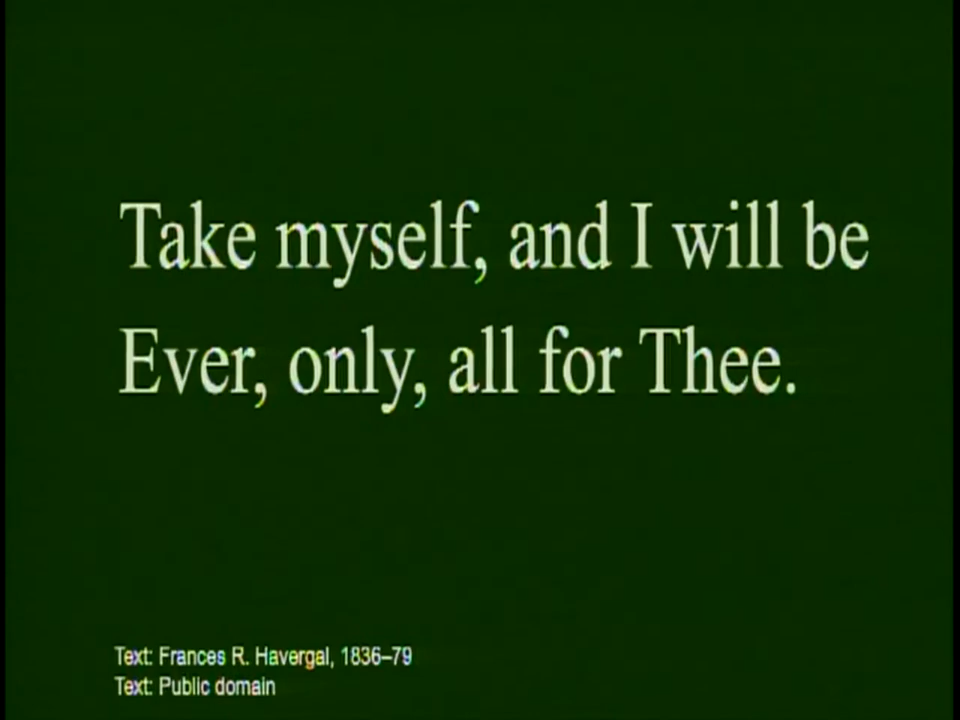 Take myself, and I will be
Ever, only, all for Thee.
Text: Frances R. Havergal, 1836–79
Text: Public domain